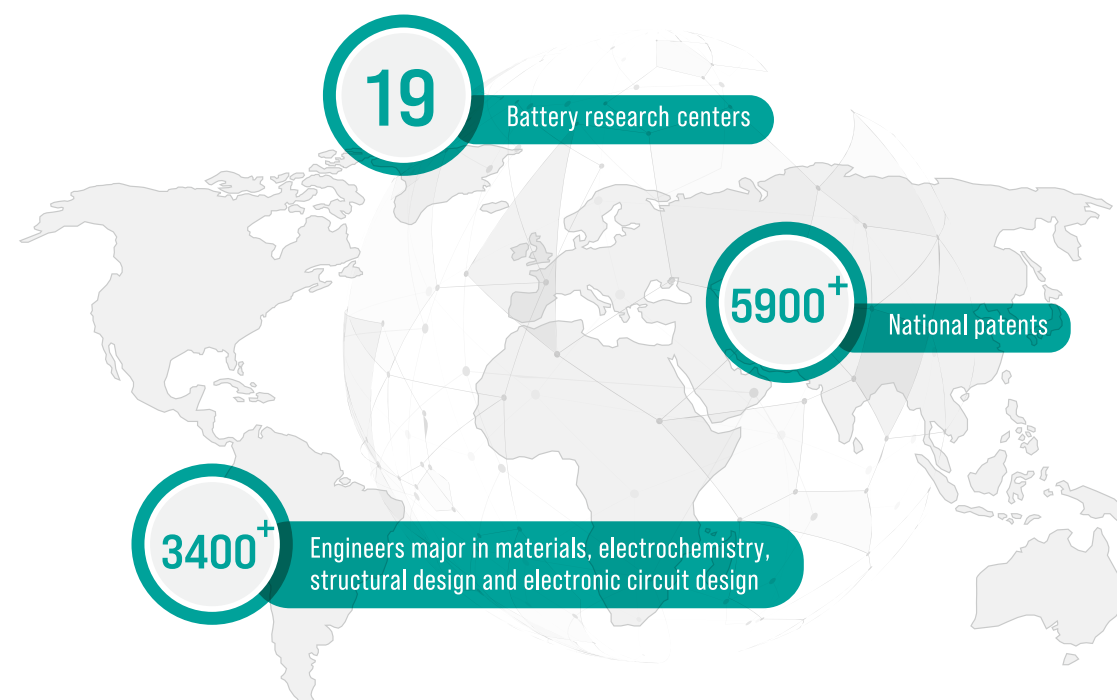 19
Battery research centers
5900+
National patents
3400+
Engineers major in materials, electrochemistry,
structural design and electronic circuit design